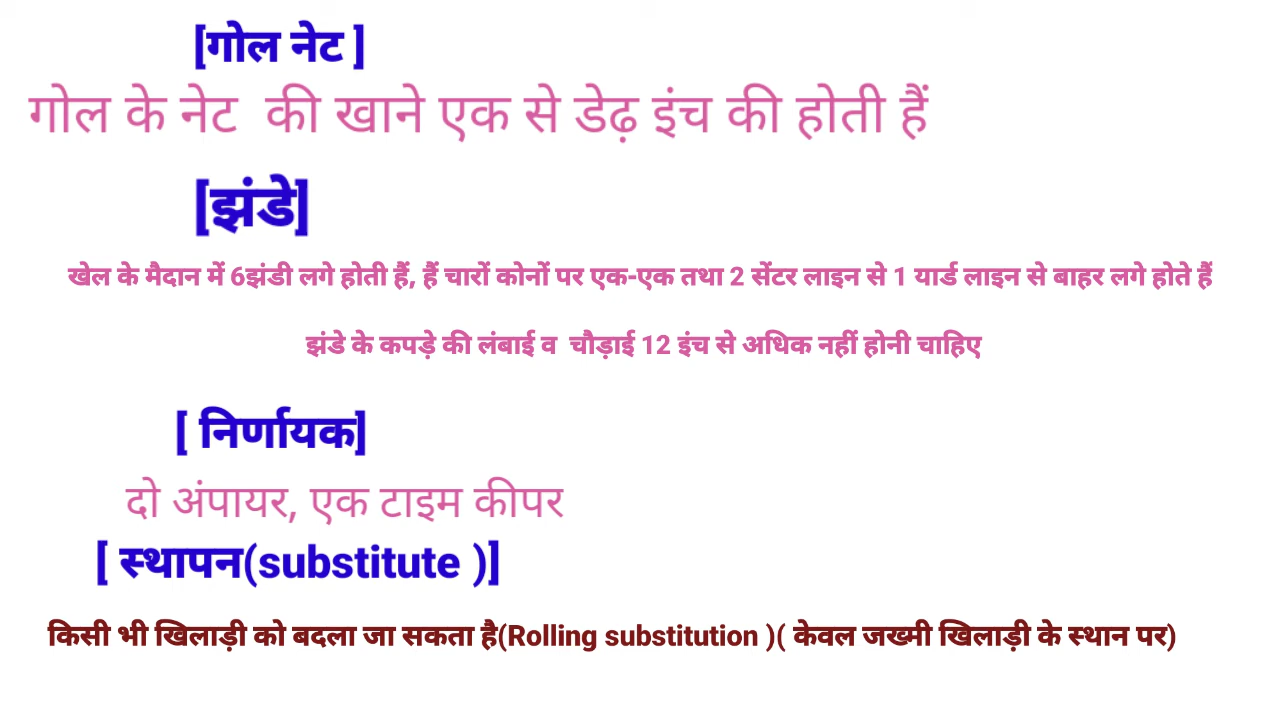 [गोल नेट ]
गोल के नेट  की खाने एक से डेढ़ इंच की होती हैं
[झंडे]
खेल के मैदान में 6झंडी लगे होती हैं, हैं चारों कोनों पर एक-एक तथा 2 सेंटर लाइन से 1 यार्ड लाइन से बाहर लगे होते हैं
झंडे के कपड़े की लंबाई व  चौड़ाई 12 इंच से अधिक नहीं होनी चाहिए
[ निर्णायक]
दो अंपायर, एक टाइम कीपर
[ स्थापन(substitute )]
किसी भी खिलाड़ी को बदला जा सकता है(Rolling substitution )( केवल जख्मी खिलाड़ी के स्थान पर)